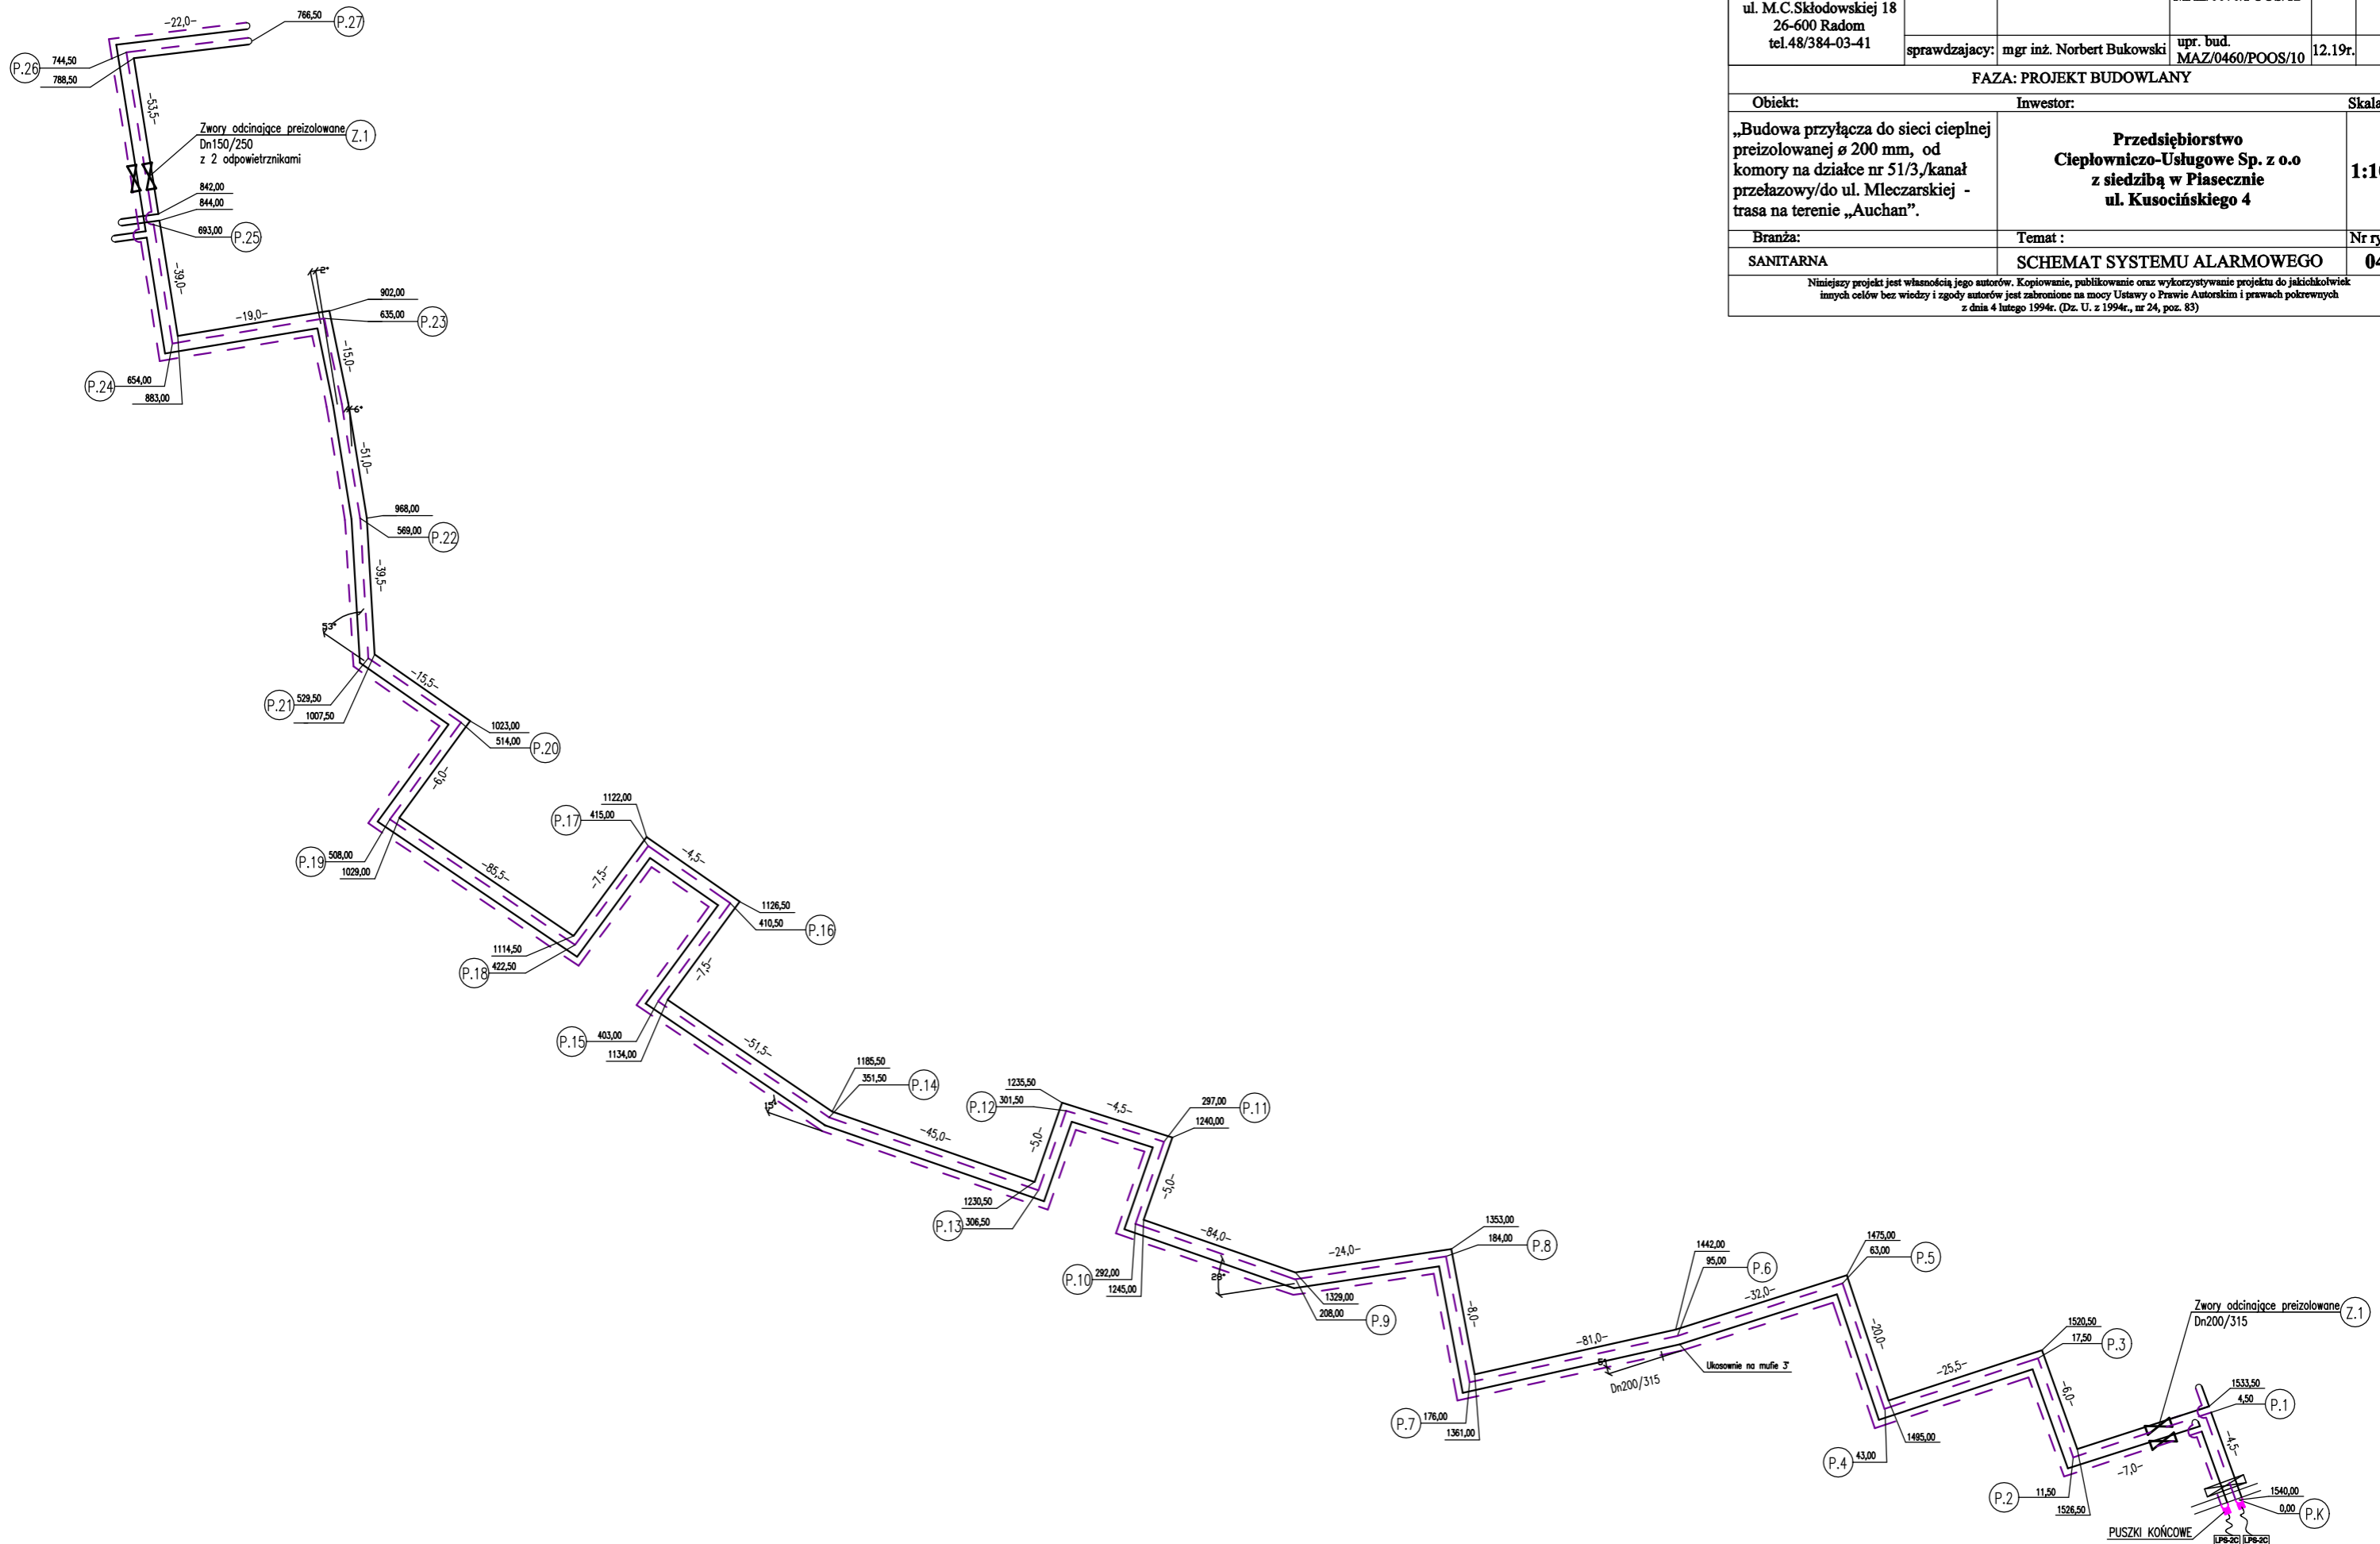 ul. M.C.Skłodowskiej 18
26-600 Radom
tel.48/384-03-41
sprawdzajacy: mgr inż. Norbert Bukowski upr. bud. MAZ/0460/POOS/10 12.19r.
FAZA: PROJEKT BUDOWLANY
Obiekt: Inwestor: Skala
„Budowa przyłącza do sieci cieplnej
preizolowanej ø 200 mm, od
komory na działce nr 51/3,/kanał
przełazowy/do ul. Mleczarskiej -
trasa na terenie „Auchan”.
Przedsiębiorstwo
Ciepłowniczo-Usługowe Sp. z o.o
z siedzibą w Piasecznie
ul. Kusocińskiego 4
Branża: Temat :
SANITARNA SCHEMAT SYSTEMU ALARMOWEGO 04
Niniejszy projekt jest własnością jego autorów. Kopiowanie, publikowanie oraz wykorzystywanie projektu do jakichkolwiek
innych celów bez wiedzy i zgody autorów jest zabronione na mocy Ustawy o Prawie Autorskim i prawach pokrewnych
z dnia 4 lutego 1994r. (Dz. U. z 1994r., nr 24, poz. 83)
-22,0-
766,50 P.27
P.26 744,50
788,50
-53,5-
Zwory odcinające preizolowane Z.1
Dn150/250
z 2 odpowietrznikami
842,00
844,00
693,00 P.25
-39,0-
2°
-19,0-
902,00
635,00 P.23
-15,0-
P.24 654,00
883,00
6°
-51,0-
968,00
569,00 P.22
-39,5-
53°
-15,5-
P.21 529,50
1007,50
1023,00
514,00 P.20
-6,0-
P.19 508,00
1029,00
-85,5-
1122,00
P.17 415,00
-4,5-
-7,5-
1126,50
410,50 P.16
1114,50
P.18 422,50
-7,5-
P.15 403,00
1134,00
-51,5-
1185,50
351,50 P.14
15°
-45,0-
1235,50
P.12 301,50
-4,5-
297,00 P.11
1240,00
-5,0-
-5,0-
1230,50
P.13 306,50
-84,0-
P.10 292,00
1245,00
28°
-24,0-
1329,00
208,00 P.9
1353,00
184,00 P.8
-8,0-
P.7 176,00
1361,00
-81,0-
Dn200/315
1442,00
95,00 P.6
Ukosownie na mufie 3°
-32,0-
1475,00
63,00 P.5
-20,0-
P.4 43,00
1495,00
-25,5-
1520,50
17,50 P.3
-6,0-
Zwory odcinające preizolowane Z.1
Dn200/315
P.2 11,50
1526,50
-7,0-
1533,50
4,50 P.1
-4,5-
1540,00
0,00 P.K
PUSZKI KOŃCOWE
LPS-2C LPS-2C